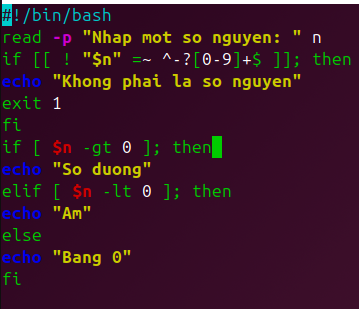 #!/bin/bash
read -p "Nhap mot so nguyen: " n
if [[ ! "$n" =~ ^-?[0-9]+$ ]]; then
echo "Khong phai la so nguyen"
exit 1
fi
if [ $n -gt 0 ]; then
echo "So duong"
elif [ $n -lt 0 ]; then
echo "Am"
else
echo "Bang 0"
fi